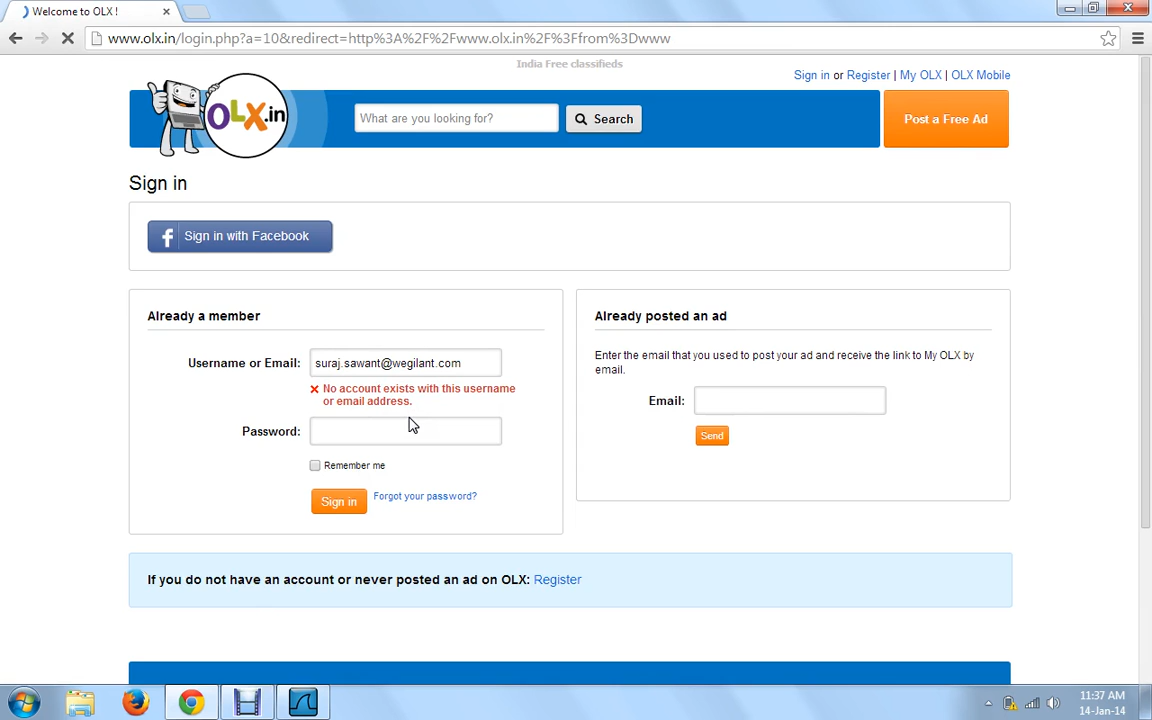 Welcome to OLX !
www.olx.in/login.php?a=10&redirect=http%3A%2F%2Fwww.olx.in%2F%3Ffrom%3Dwww
India Free classifieds
Sign in or Register | My OLX | OLX Mobile
OLX.in
What are you looking for?
Search
Post a Free Ad
Sign in
f Sign in with Facebook
Already a member
Username or Email: suraj.sawant@wegilant.com
No account exists with this username
or email address.
Password:
Remember me
Sign in Forgot your password?
Already posted an ad
Enter the email that you used to post your ad and receive the link to My OLX by
email.
Email:
Send
If you do not have an account or never posted an ad on OLX: Register
11:37 AM
14-Jan-14